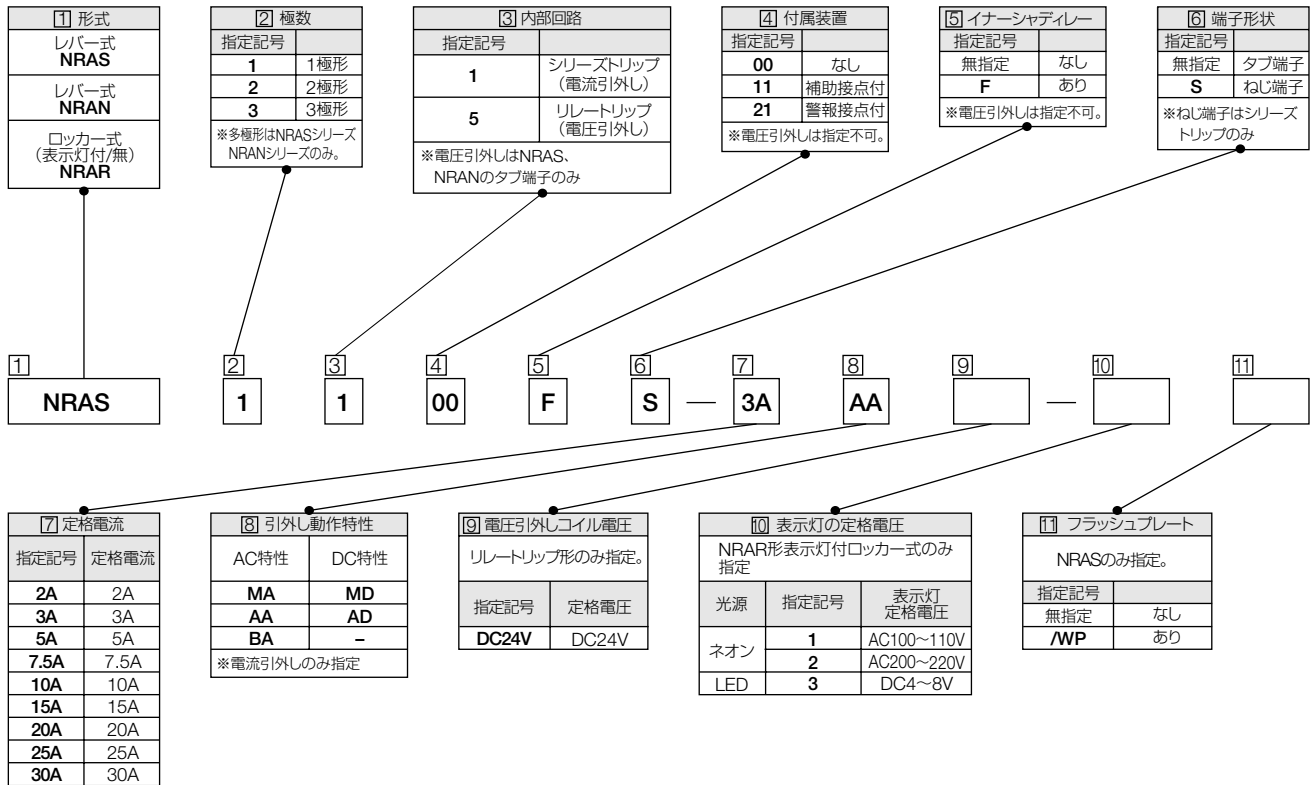 1 形式
レバー式
NRAS
レバー式
NRAN
ロッカー式
(表示灯付/無)
NRAR
2 極数
指定記号
1 1極形
2 2極形
3 3極形
※多極形はNRASシリーズ
NRANシリーズのみ。
3 内部回路
指定記号
1 シリーズトリップ
(電流引外し)
5 リレートリップ
(電圧引外し)
※電圧引外しはNRAS、
NRANのタブ端子のみ
4 付属装置
指定記号
00 なし
11 補助接点付
21 警報接点付
※電圧引外しは指定不可。
5 イナーシャディレー
指定記号
無指定 なし
F あり
※電圧引外しは指定不可。
6 端子形状
指定記号
無指定 タブ端子
S ねじ端子
※ねじ端子はシリーズ
トリップのみ
1 2 3 4 5 6 7 8 9 10 11
NRAS 1 1 00 F S — 3A AA —
7 定格電流
指定記号 定格電流
2A 2A
3A 3A
5A 5A
7.5A 7.5A
10A 10A
15A 15A
20A 20A
25A 25A
30A 30A
8 引外し動作特性
AC特性 DC特性
MA MD
AA AD
BA –
※電流引外しのみ指定
9 電圧引外しコイル電圧
リレートリップ形のみ指定。
指定記号 定格電圧
DC24V DC24V
10 表示灯の定格電圧
NRAR形表示灯付ロッカー式のみ
指定
光源 指定記号 表示灯
定格電圧
ネオン 1 AC100〜110V
2 AC200〜220V
LED 3 DC4〜8V
11 フラッシュプレート
NRASのみ指定。
指定記号
無指定 なし
/WP あり